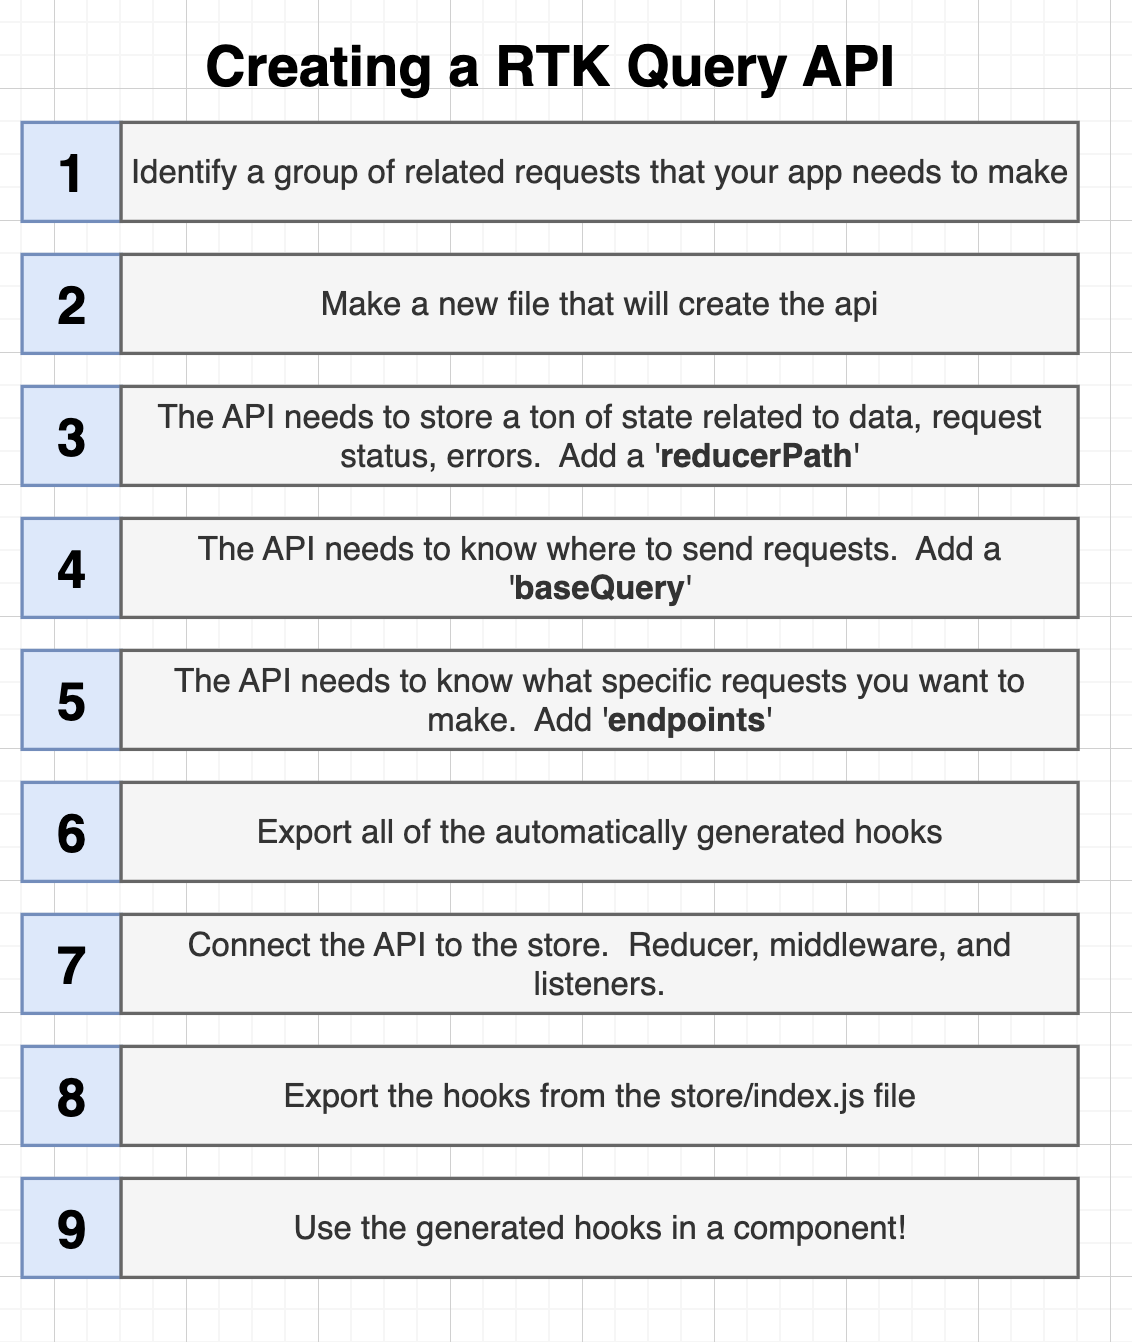 Creating a RTK Query API
1
Identify a group of related requests that your app needs to make
2
Make a new file that will create the api
3
The API needs to store a ton of state related to data, request
status, errors.  Add a 'reducerPath'
4
The API needs to know where to send requests.  Add a
'baseQuery'
5
The API needs to know what specific requests you want to
make.  Add 'endpoints'
6
Export all of the automatically generated hooks
7
Connect the API to the store.  Reducer, middleware, and
listeners.
8
Export the hooks from the store/index.js file
9
Use the generated hooks in a component!